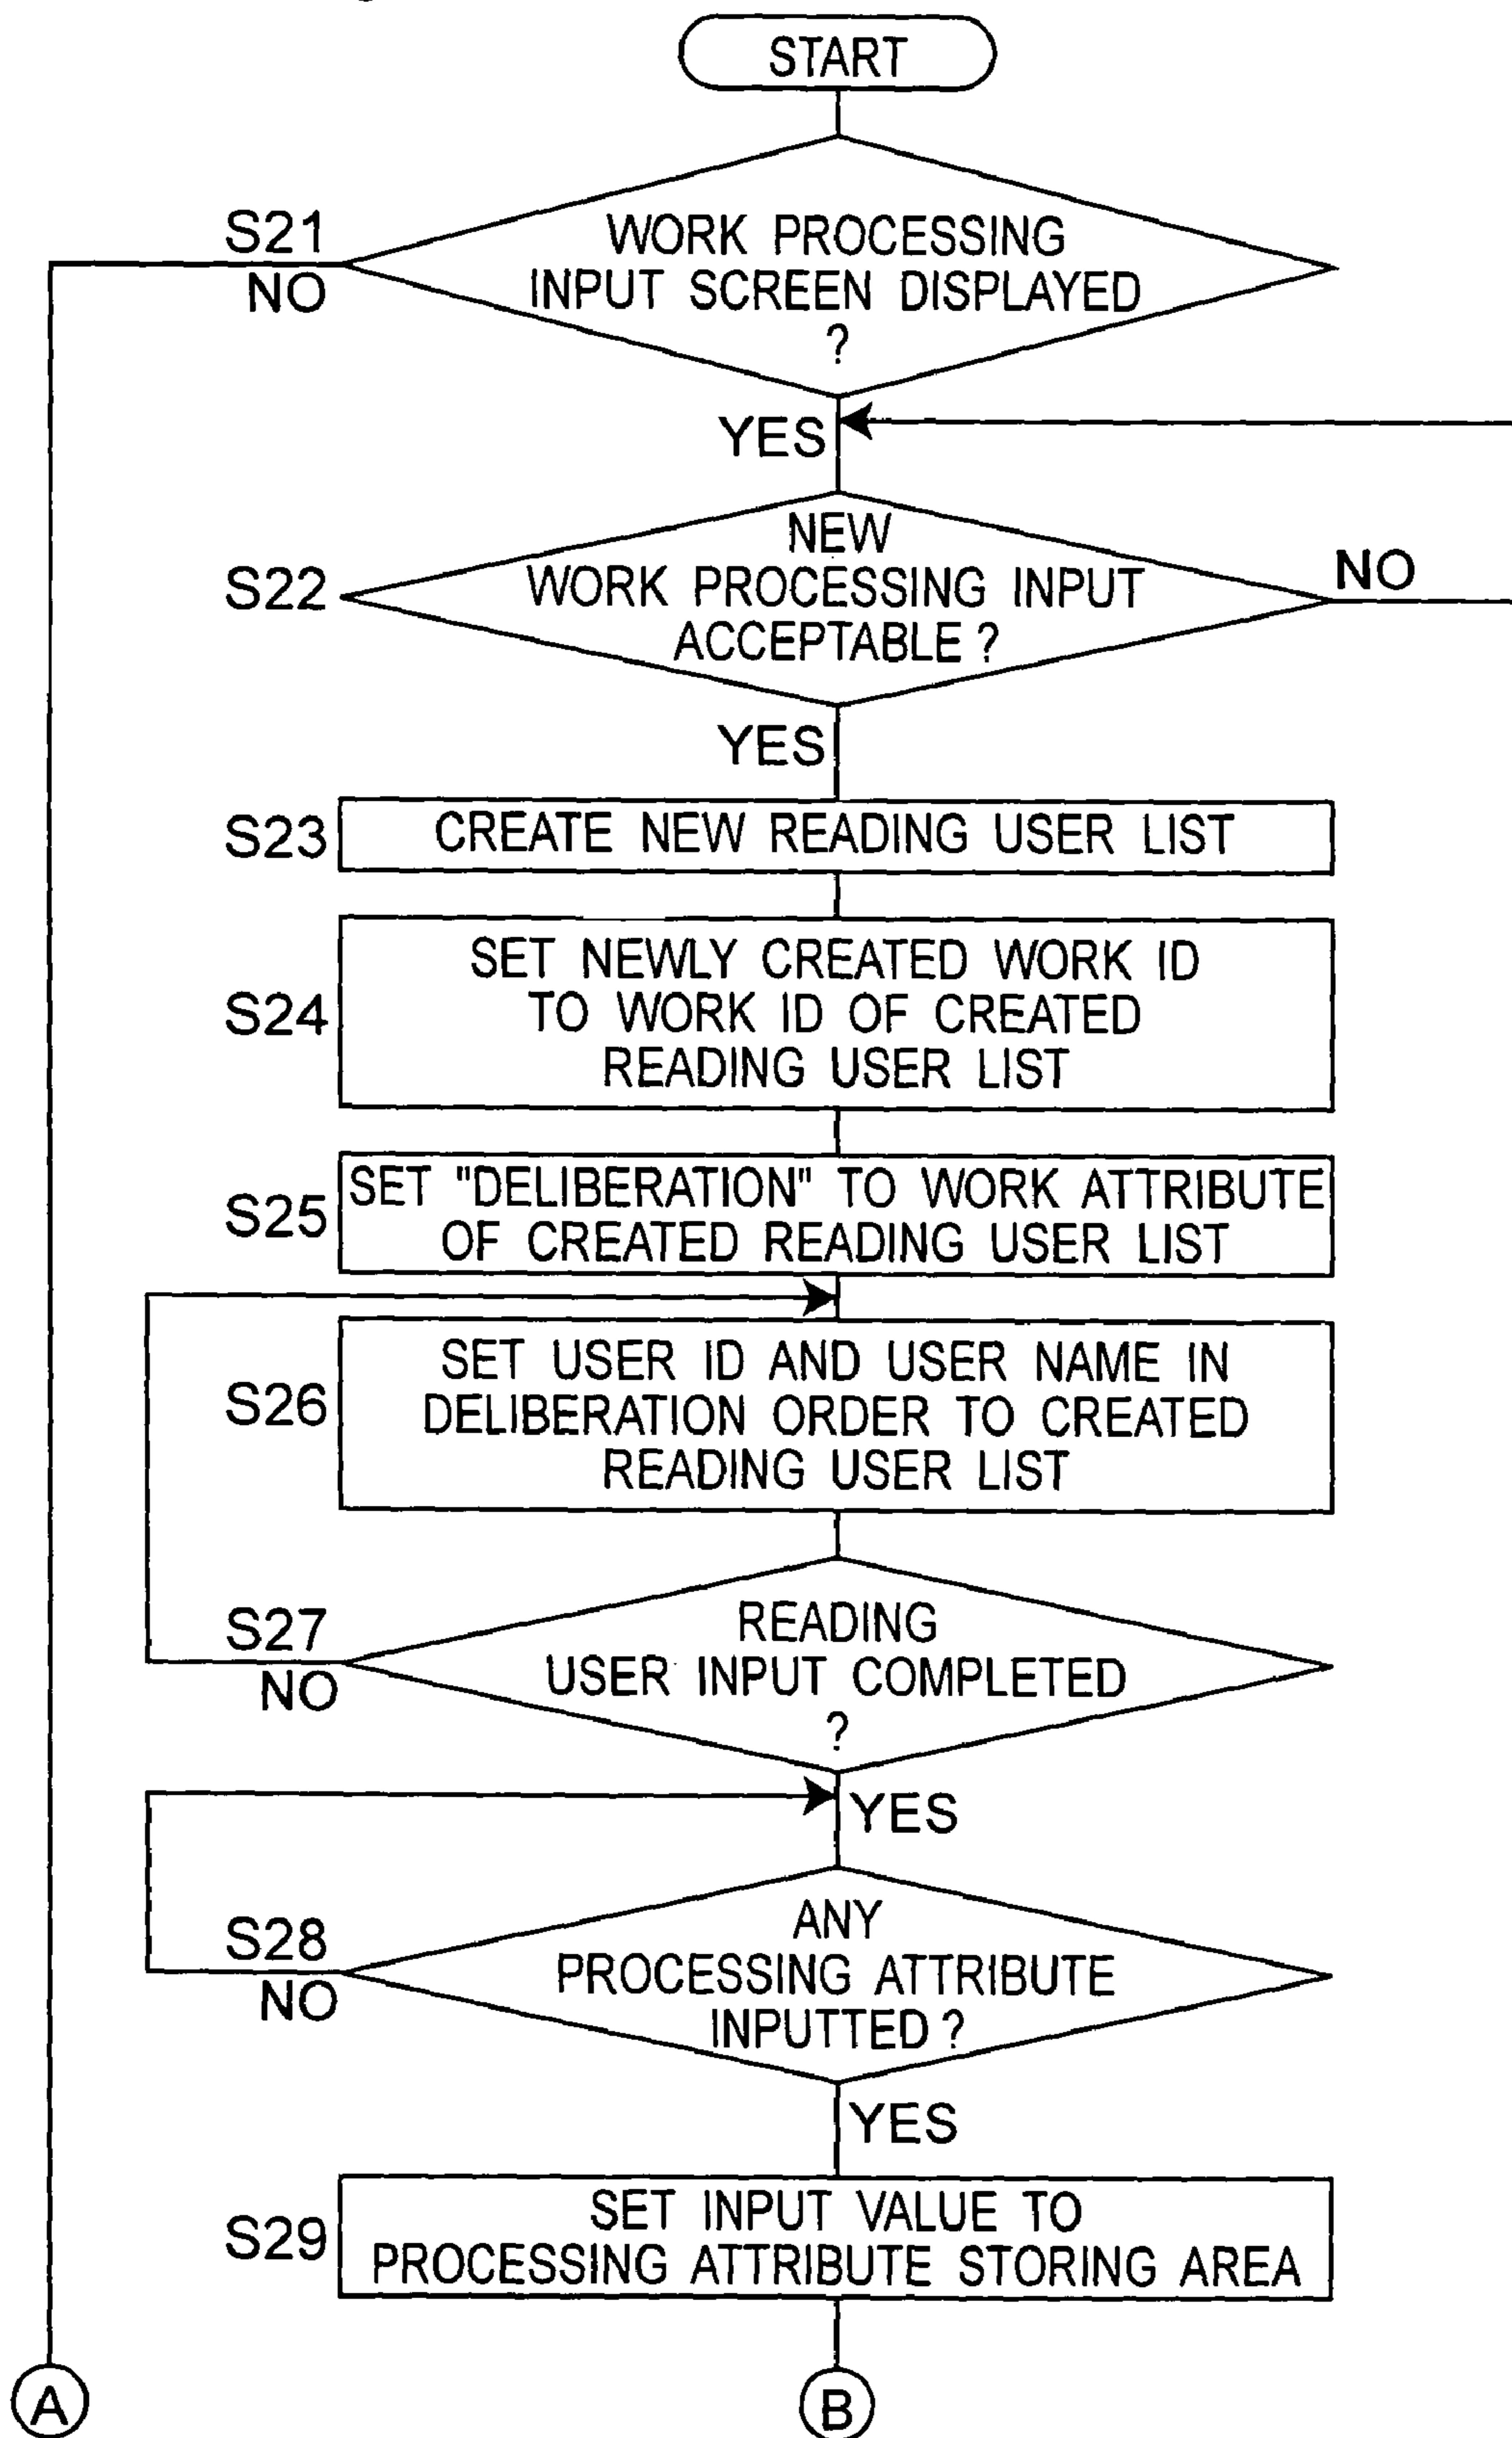 START
S21
NO
WORK PROCESSING
INPUT SCREEN DISPLAYED
?
YES
S22
NEW
WORK PROCESSING INPUT
ACCEPTABLE ?
NO
YES
S23
CREATE NEW READING USER LIST
S24
SET NEWLY CREATED WORK ID
TO WORK ID OF CREATED
READING USER LIST
S25
SET "DELIBERATION" TO WORK ATTRIBUTE
OF CREATED READING USER LIST
S26
SET USER ID AND USER NAME IN
DELIBERATION ORDER TO CREATED
READING USER LIST
S27
NO
READING
USER INPUT COMPLETED
?
YES
S28
NO
ANY
PROCESSING ATTRIBUTE
INPUTTED ?
YES
S29
SET INPUT VALUE TO
PROCESSING ATTRIBUTE STORING AREA
A
B